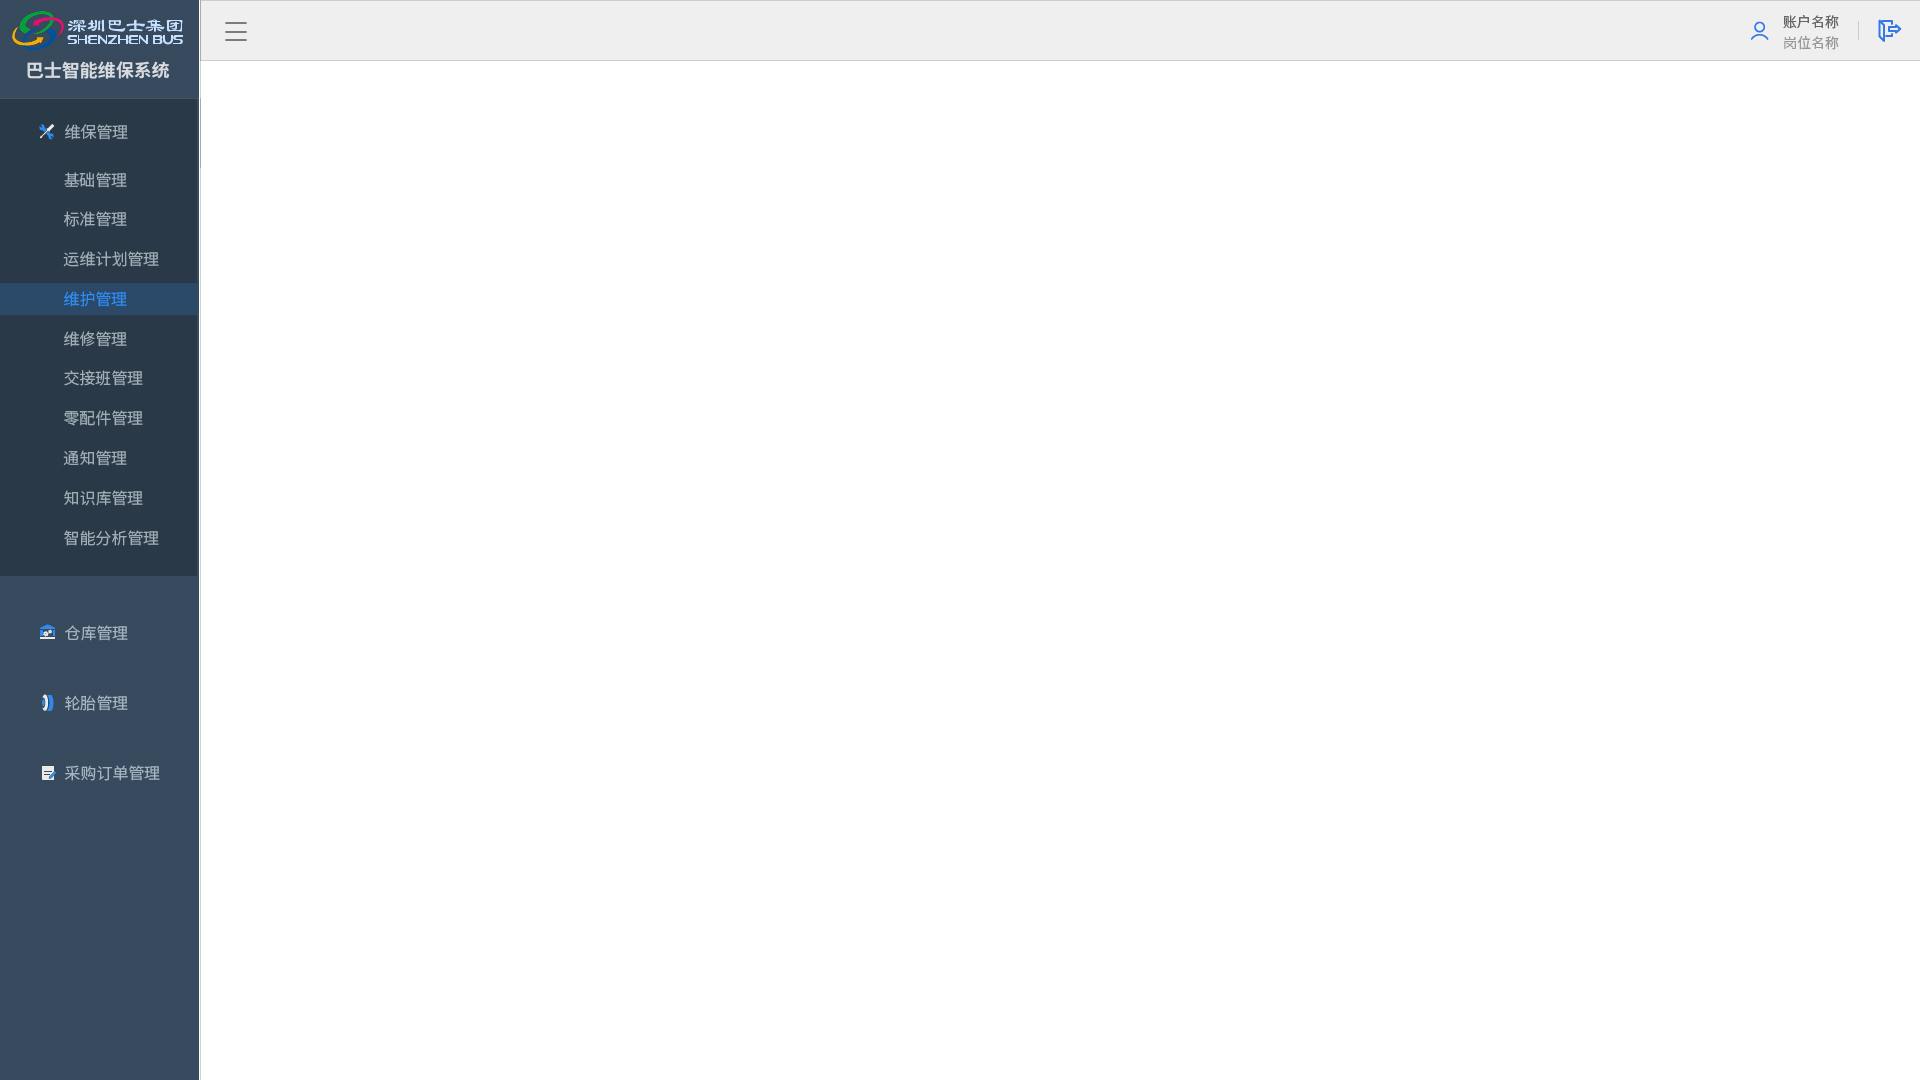 深圳巴士集团
SHENZHEN BUS
巴士智能维保系统
账户名称
岗位名称
维保管理
基础管理
标准管理
运维计划管理
维护管理
维修管理
交接班管理
零配件管理
通知管理
知识库管理
智能分析管理
仓库管理
轮胎管理
采购订单管理